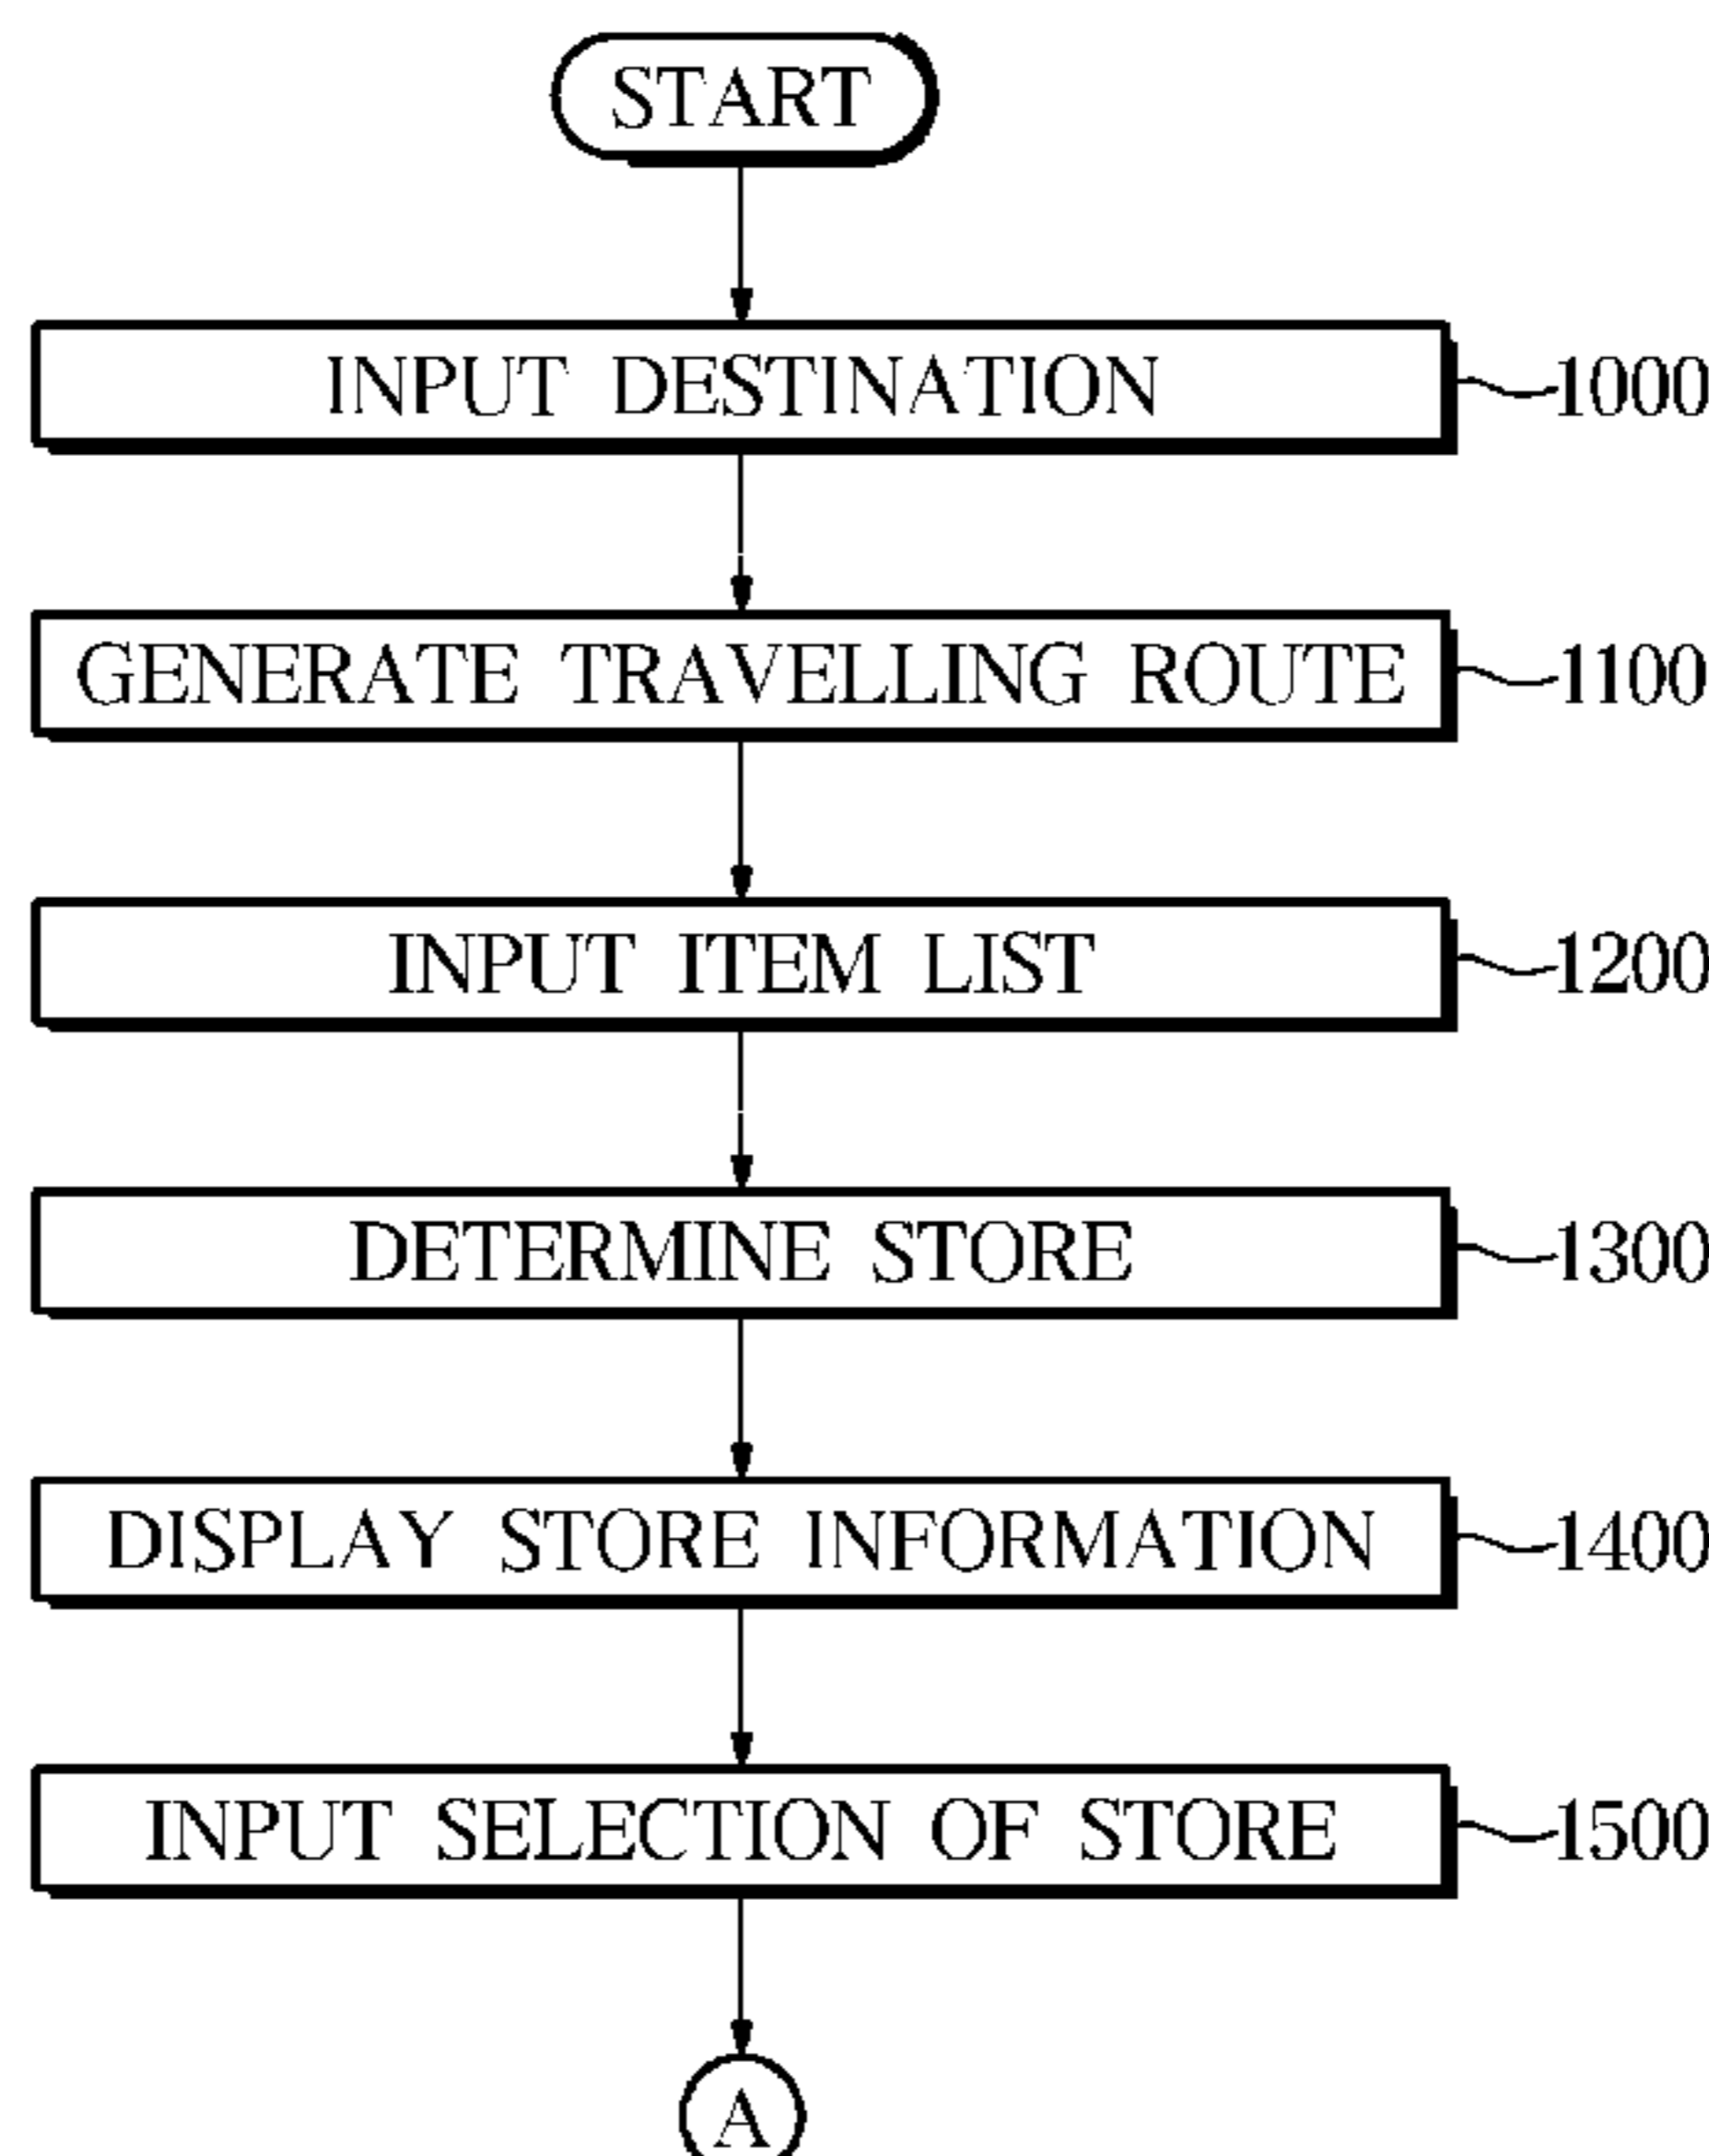 START
INPUT DESTINATION 1000
GENERATE TRAVELLING ROUTE 1100
INPUT ITEM LIST 1200
DETERMINE STORE 1300
DISPLAY STORE INFORMATION 1400
INPUT SELECTION OF STORE 1500
A